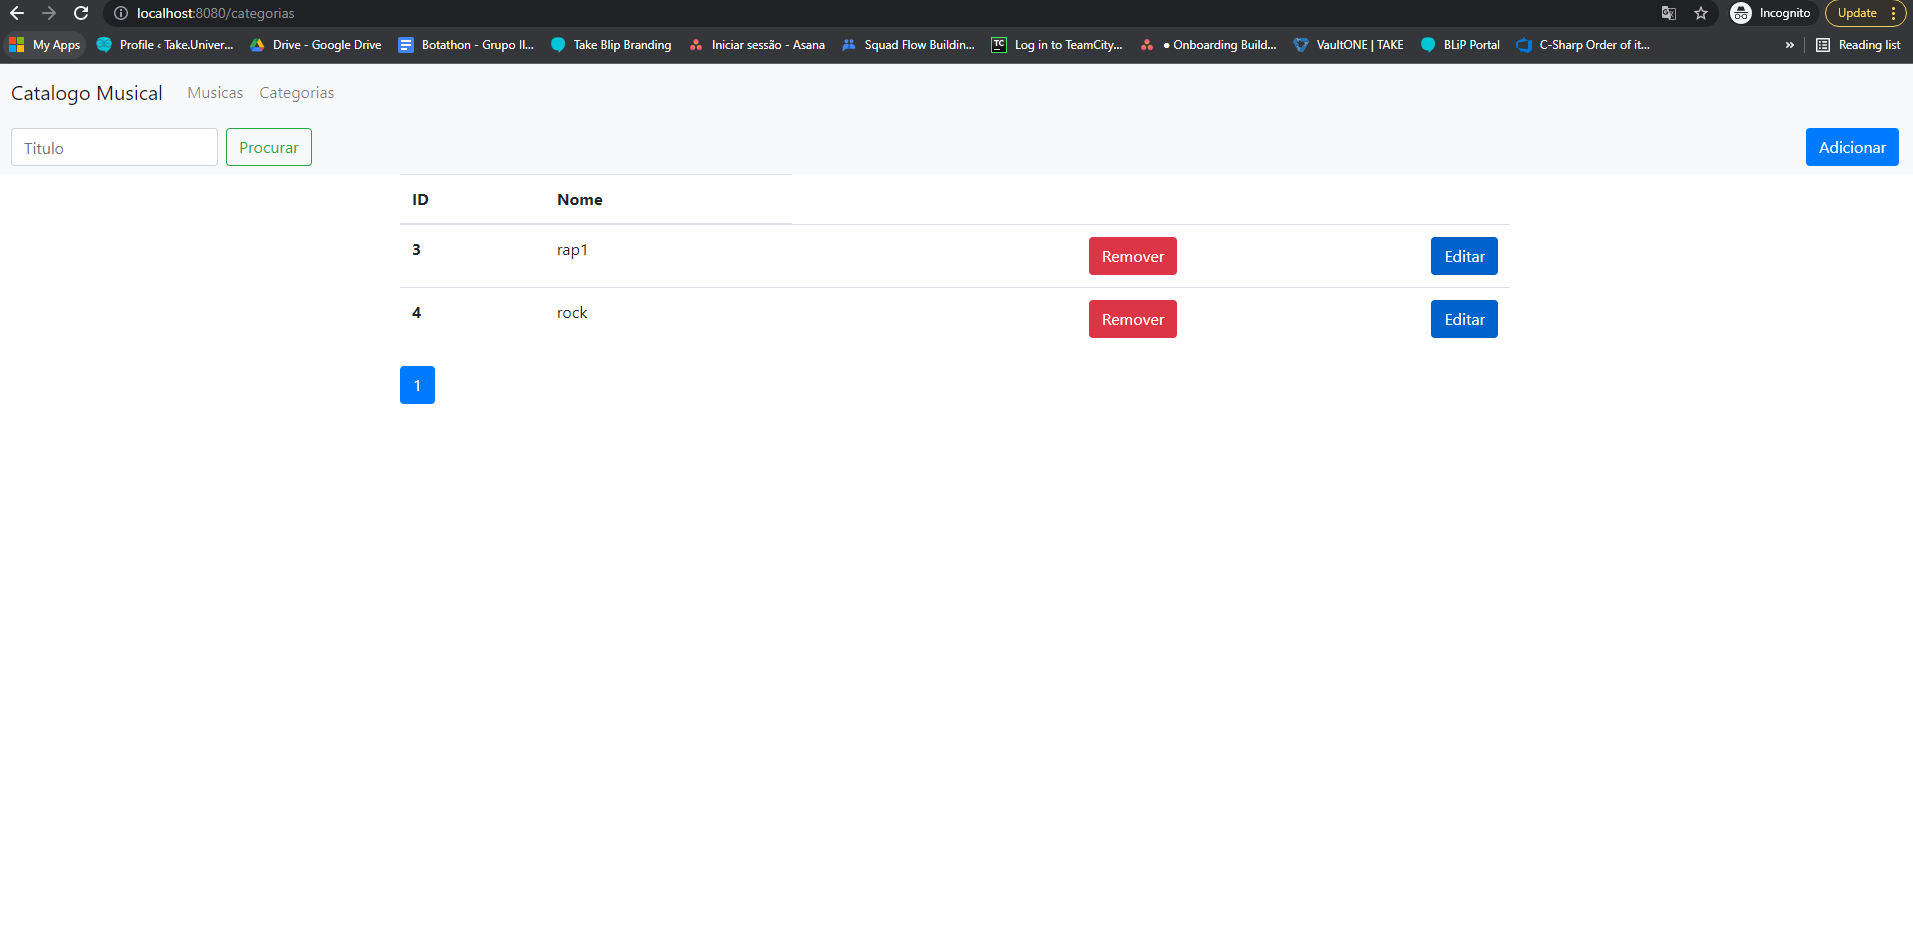 localhost:8080/categorias Incognito Update
My Apps Profile ‹ Take.Univer... Drive - Google Drive Botathon - Grupo II... Take Blip Branding Iniciar sessão - Asana Squad Flow Buildin... TC Log in to TeamCity... ● Onboarding Build... VaultONE | TAKE BLiP Portal C-Sharp Order of it... » Reading list
Catalogo Musical Musicas Categorias
Titulo Procurar Adicionar
ID Nome
3 rap1 Remover Editar
4 rock Remover Editar
1